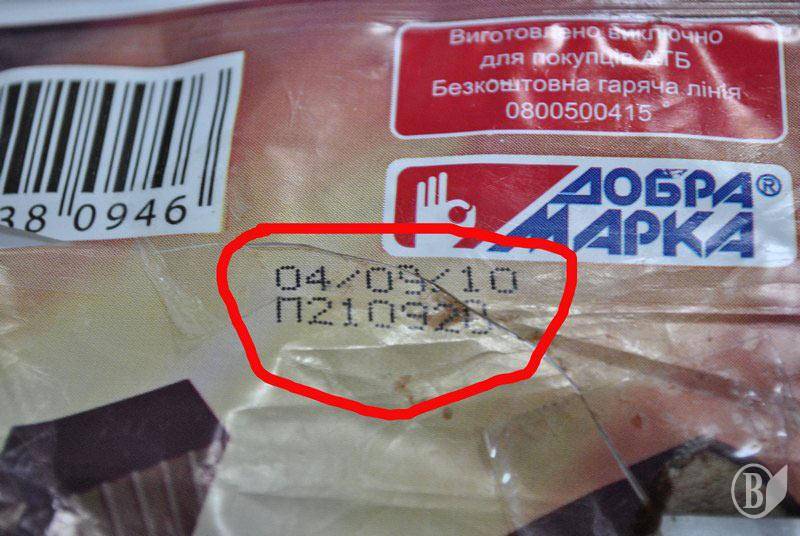 Виготовлено виключно
для покупців АТБ
Безкоштовна гаряча лінія
0800500415
ДОБРА®
МАРКА
38 0946
04/09/10
П210920
B